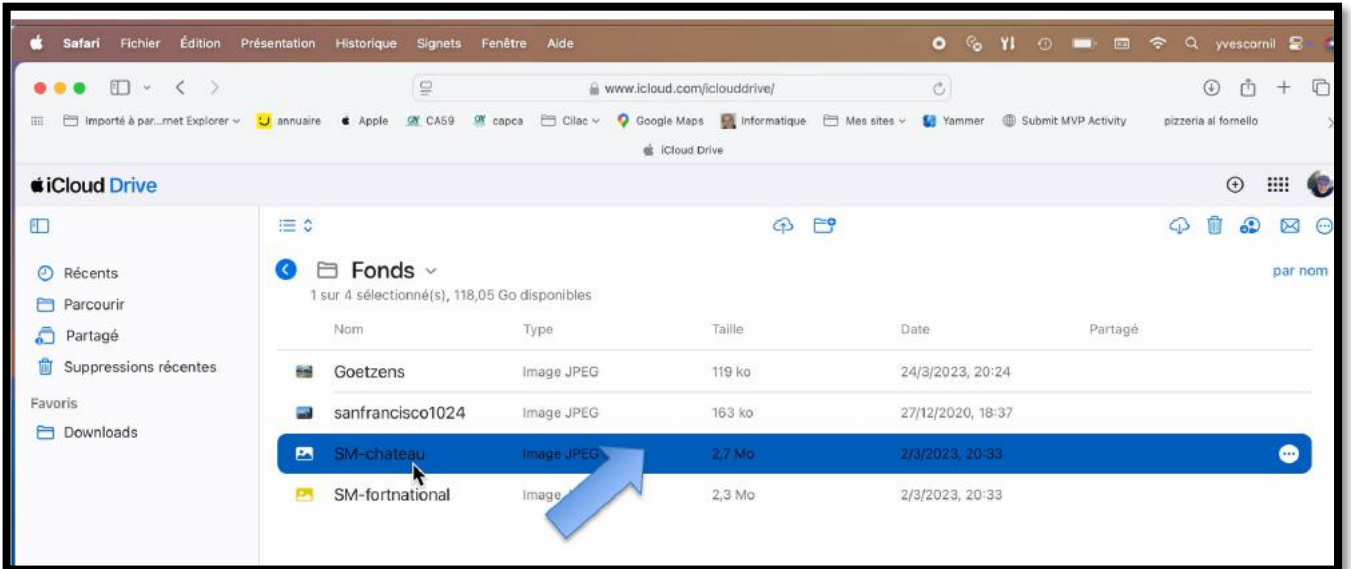 Safari Fichier Édition Présentation Historique Signets Fenêtre Aide yvescornil
www.icloud.com/iclouddrive/
Importé à par...rnet Explorer annuaire Apple CA59 capca Cilac Google Maps Informatique Mes sites Yammer Submit MVP Activity pizzeria al fornello
iCloud Drive
iCloud Drive
Récents
Parcourir
Partagé
Suppressions récentes
Favoris
Downloads
Fonds
par nom
1 sur 4 sélectionné(s), 118,05 Go disponibles
Nom Type Taille Date Partagé
Goetzens Image JPEG 119 ko 24/3/2023, 20:24
sanfrancisco1024 Image JPEG 163 ko 27/12/2020, 18:37
SM-chateau Image JPEG 2,7 Mo 2/3/2023, 20:33
SM-fortnational Image 2,3 Mo 2/3/2023, 20:33